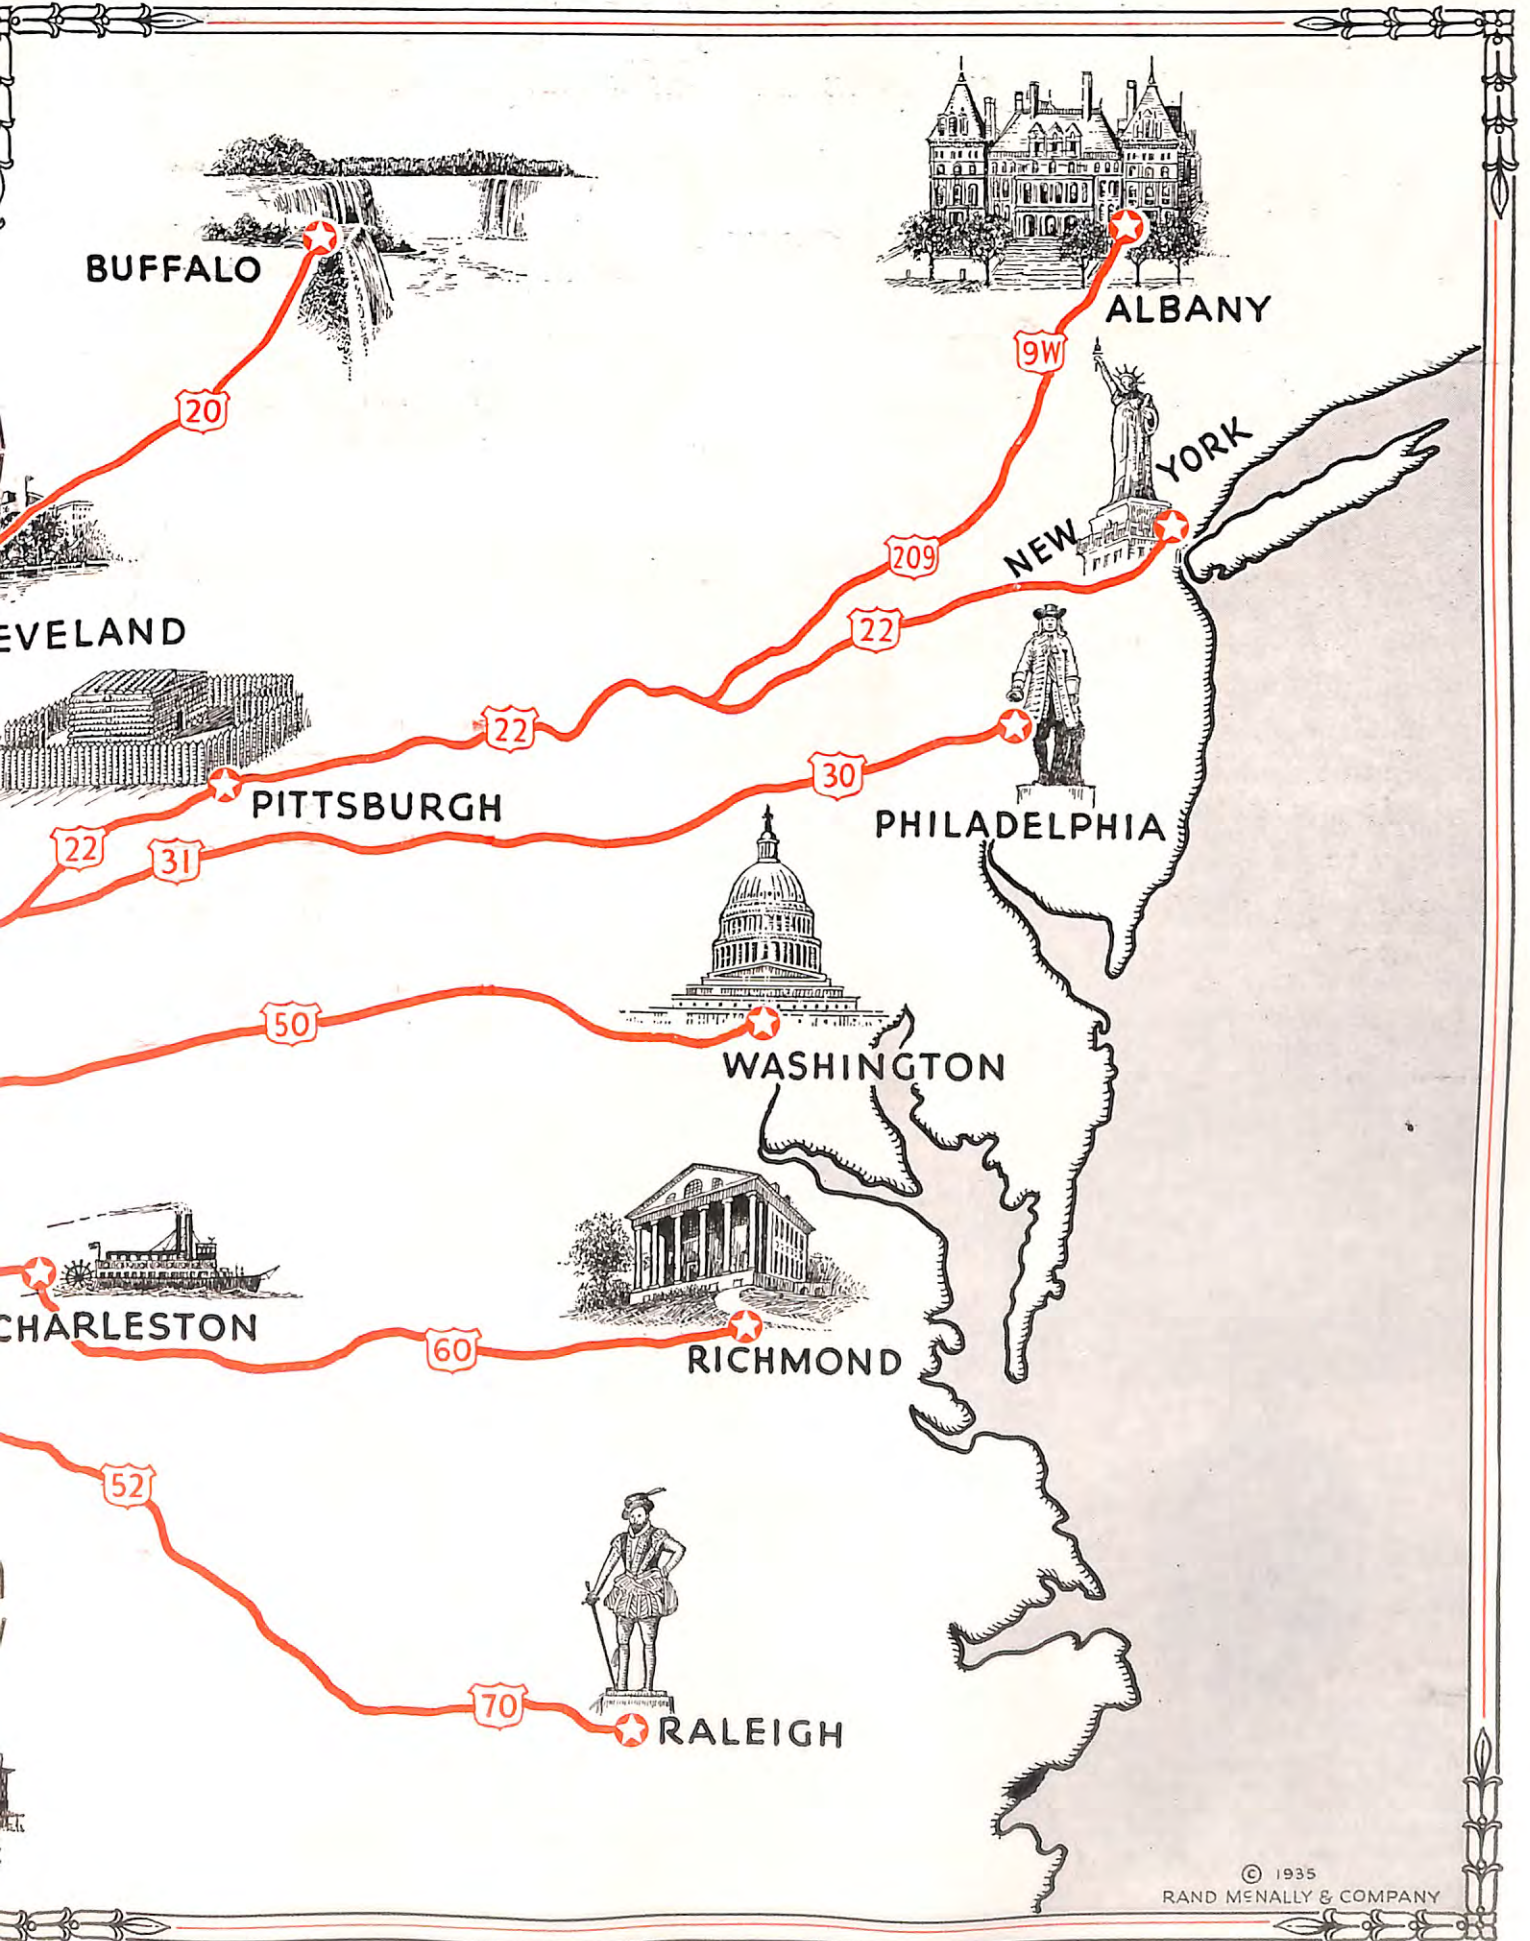 BUFFALO
ALBANY
9W
20
NEW YORK
209
EVELAND
22
22
30
PITTSBURGH
PHILADELPHIA
22
31
50
WASHINGTON
CHARLESTON
60
RICHMOND
52
70
RALEIGH
© 1935
RAND MCNALLY & COMPANY